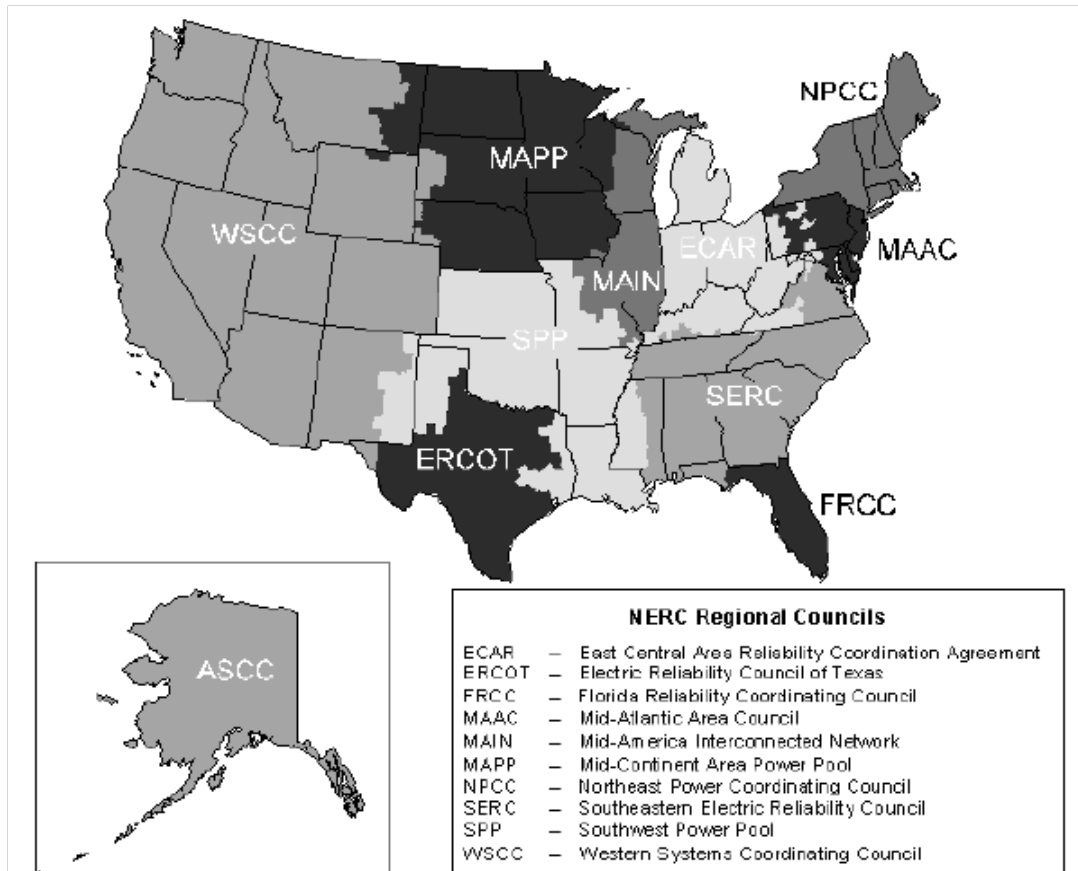 NPCC
MAPP
WSCC
ECAR
MAAC
MAIN
SPP
SERC
ERCOT
FRCC
ASCC
NERC Regional Councils
ECAR – East Central Area Reliability Coordination Agreement
ERCOT – Electric Reliability Council of Texas
FRCC – Florida Reliability Coordinating Council
MAAC – Mid-Atlantic Area Council
MAIN – Mid-America Interconnected Network
MAPP – Mid-Continent Area Power Pool
NPCC – Northeast Power Coordinating Council
SERC – Southeastern Electric Reliability Council
SPP – Southwest Power Pool
WSCC – Western Systems Coordinating Council